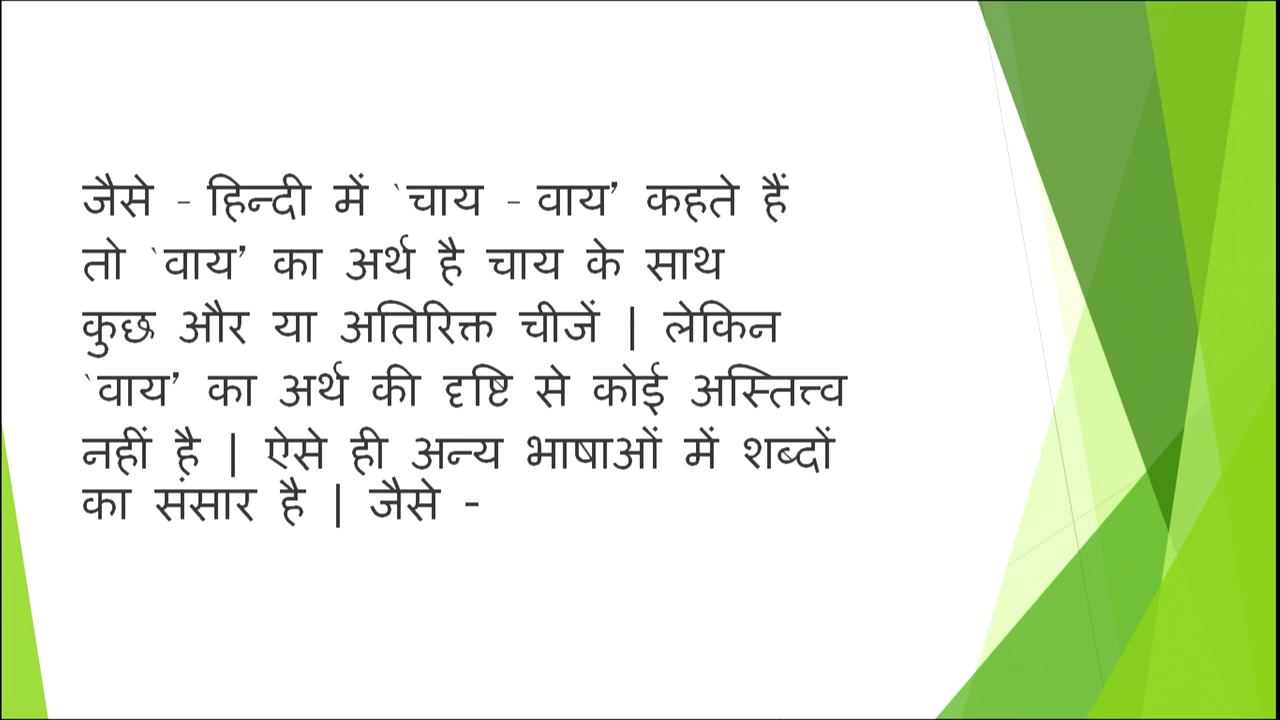 जैसे - हिन्दी में `चाय - वाय’ कहते हैं
तो `वाय’ का अर्थ है चाय के साथ
कुछ और या अतिरिक्त चीजें | लेकिन
`वाय’ का अर्थ की दृष्टि से कोई अस्तित्त्व
नहीं है | ऐसे ही अन्य भाषाओं में शब्दों
का संसार है | जैसे -